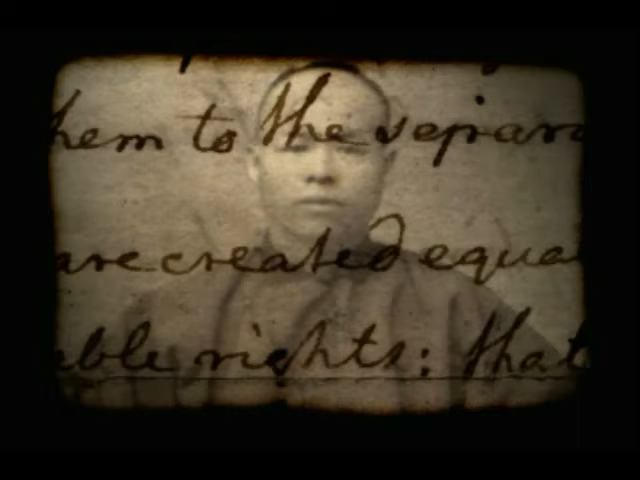 hem to the separa
are created equa
able rights: that